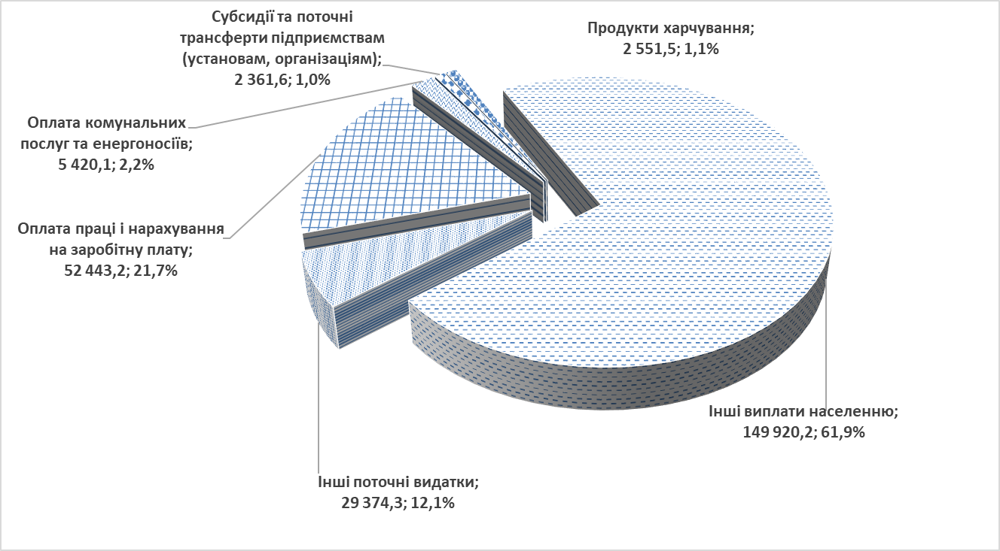 Субсидії та поточні
трансферти підприємствам
(установам, організаціям);
2 361,6; 1,0%
Продукти харчування;
2 551,5; 1,1%
Оплата комунальних
послуг та енергоносіїв;
5 420,1; 2,2%
Оплата праці і нарахування
на заробітну плату;
52 443,2; 21,7%
Інші виплати населенню;
149 920,2; 61,9%
Інші поточні видатки;
29 374,3; 12,1%